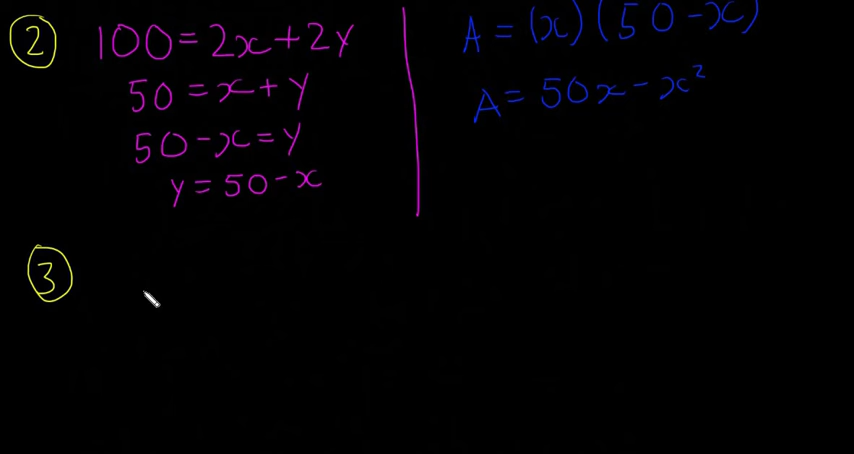 2
100 = 2x + 2y
50 = x + y
50 - x = y
y = 50 - x
A = (x) (50 - x)
A = 50x - x²
3